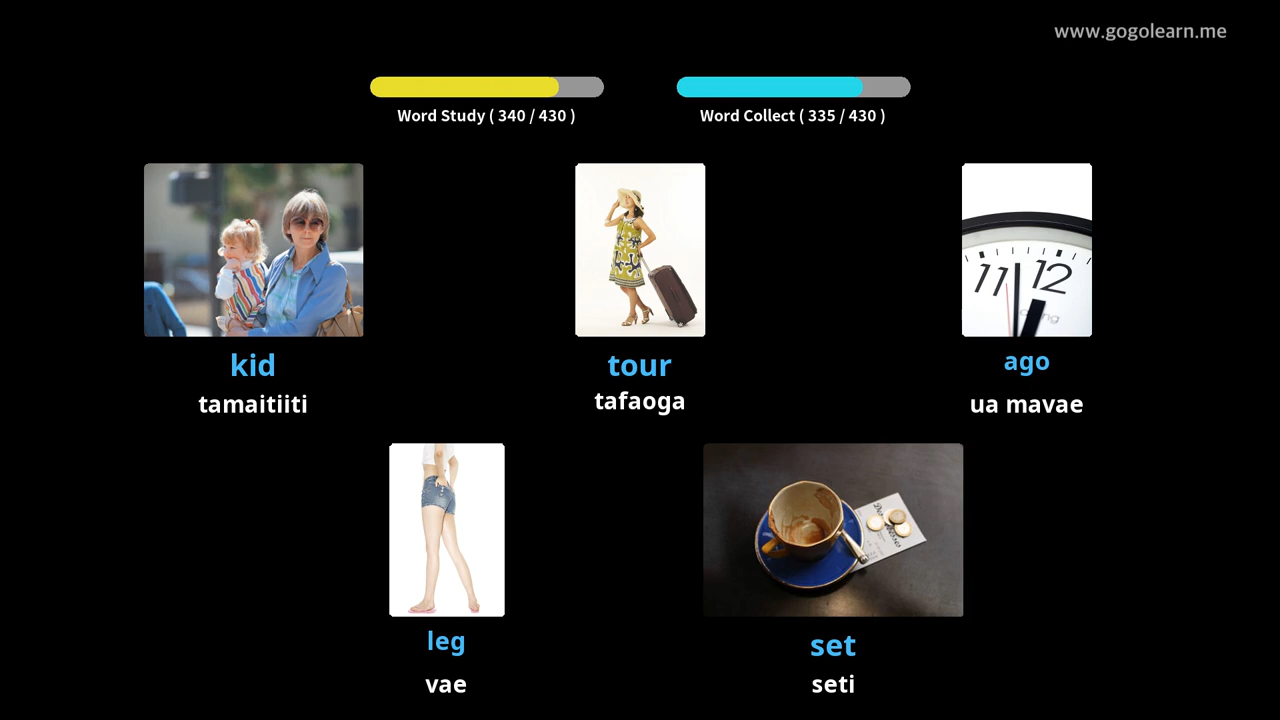 www.gogolearn.me
Word Study ( 340 / 430 )
Word Collect ( 335 / 430 )
11 12
kid
tamaitiiti
tour
tafaoga
ago
ua mavae
leg
vae
set
seti